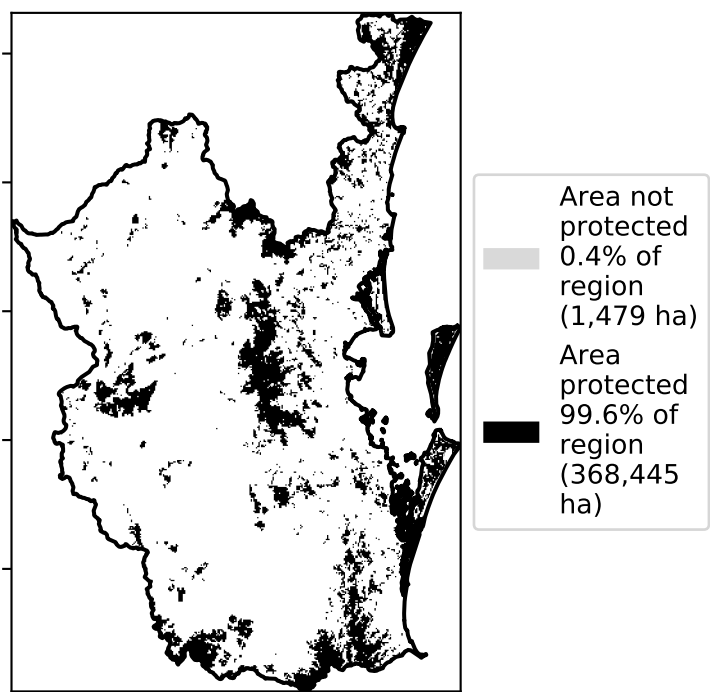 Area not
protected
0.4% of
region
(1,479 ha)
Area
protected
99.6% of
region
(368,445
ha)